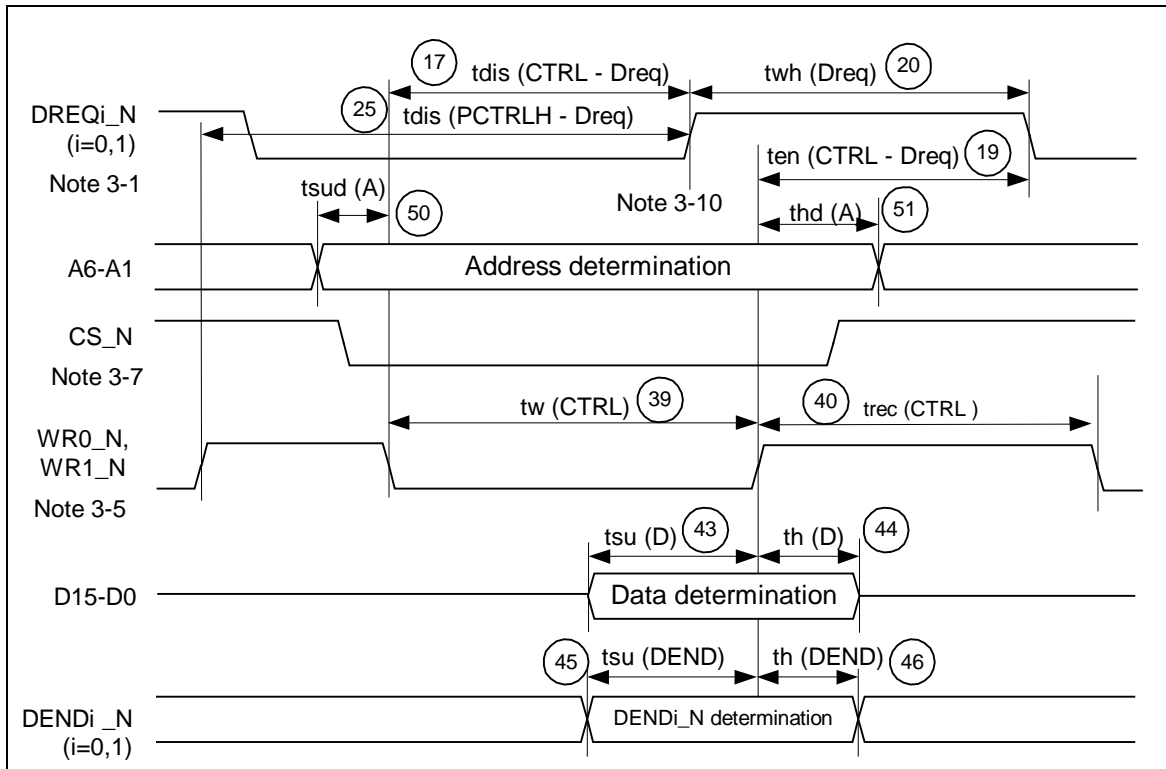 17 tdis (CTRL - Dreq) twh (Dreq) 20
DREQi_N
(i=0,1)
Note 3-1
25 tdis (PCTRLH - Dreq)
ten (CTRL - Dreq) 19
Note 3-10
tsud (A) 50
thd (A) 51
A6-A1 Address determination
CS_N
Note 3-7
tw (CTRL) 39 40 trec (CTRL )
WR0_N,
WR1_N
Note 3-5
tsu (D) 43 th (D) 44
D15-D0 Data determination
45 tsu (DEND) th (DEND) 46
DENDi _N DENDi_N determination
(i=0,1)